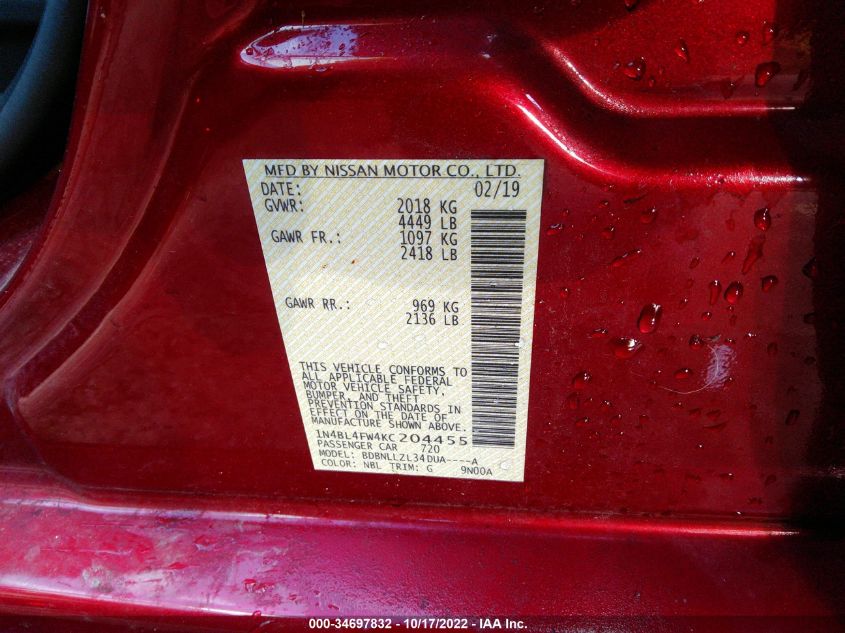 MFD BY NISSAN MOTOR CO., LTD.
DATE: 02/19
GVWR: 2018 KG
4449 LB
GAWR FR.: 1097 KG
2418 LB
GAWR RR.: 969 KG
2136 LB
THIS VEHICLE CONFORMS TO
ALL APPLICABLE FEDERAL
MOTOR VEHICLE SAFETY,
BUMPER, AND THEFT
PREVENTION STANDARDS IN
EFFECT ON THE DATE OF
MANUFACTURE SHOWN ABOVE.
1N4BL4FW4KC204455
PASSENGER CAR 720
MODEL: BDBNLLZL34DUA----A
COLOR: NBL TRIM: G 9N00A
000-34697832 - 10/17/2022 - IAA Inc.